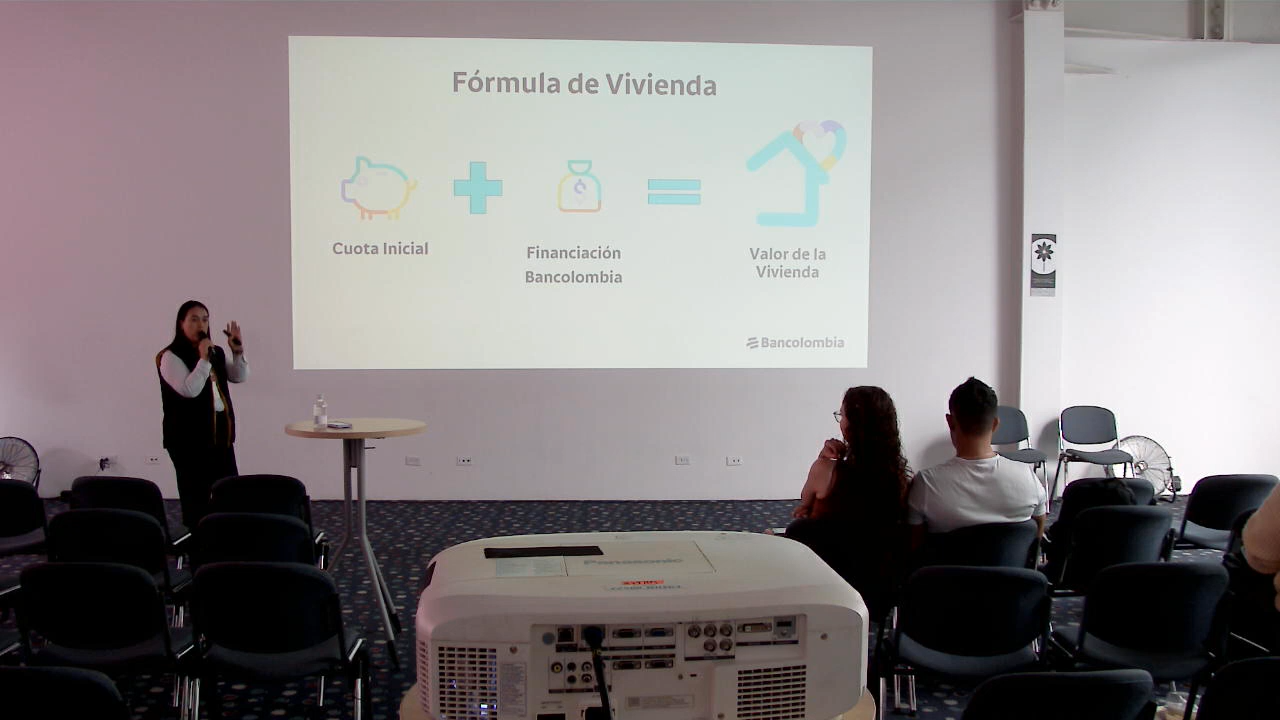 Fórmula de Vivienda
Cuota Inicial
Financiación
Bancolombia
Valor de la
Vivienda
Bancolombia
Panasonic